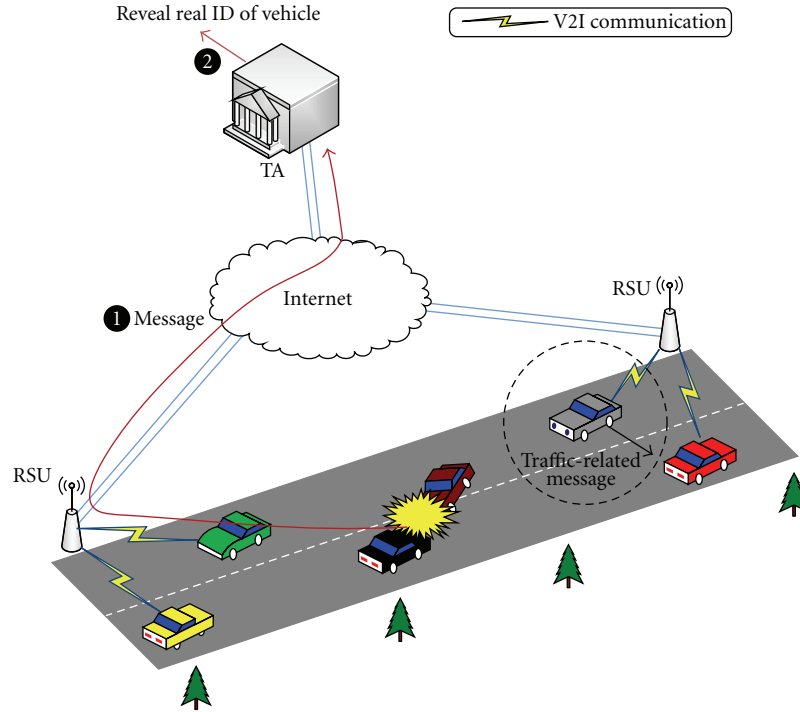 Reveal real ID of vehicle
V2I communication
2
TA
Internet
RSU
1 Message
RSU
Traffic-related
message